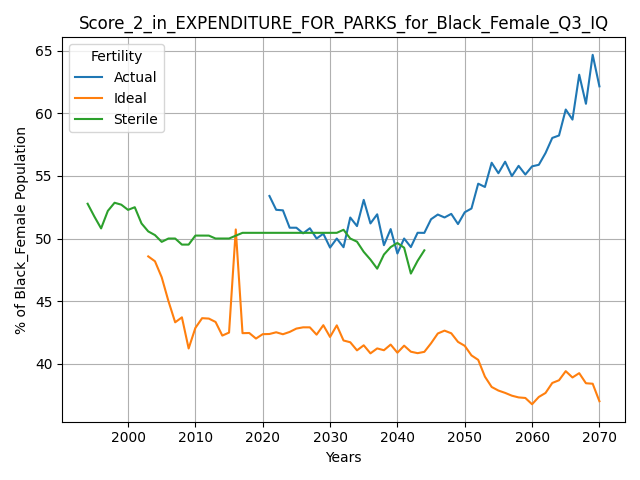 Score_2_in_EXPENDITURE_FOR_PARKS_for_Black_Female_Q3_IQ
Fertility
Actual
Ideal
Sterile
% of Black_Female Population
65
60
55
50
45
40
2000
2010
2020
2030
2040
2050
2060
2070
Years